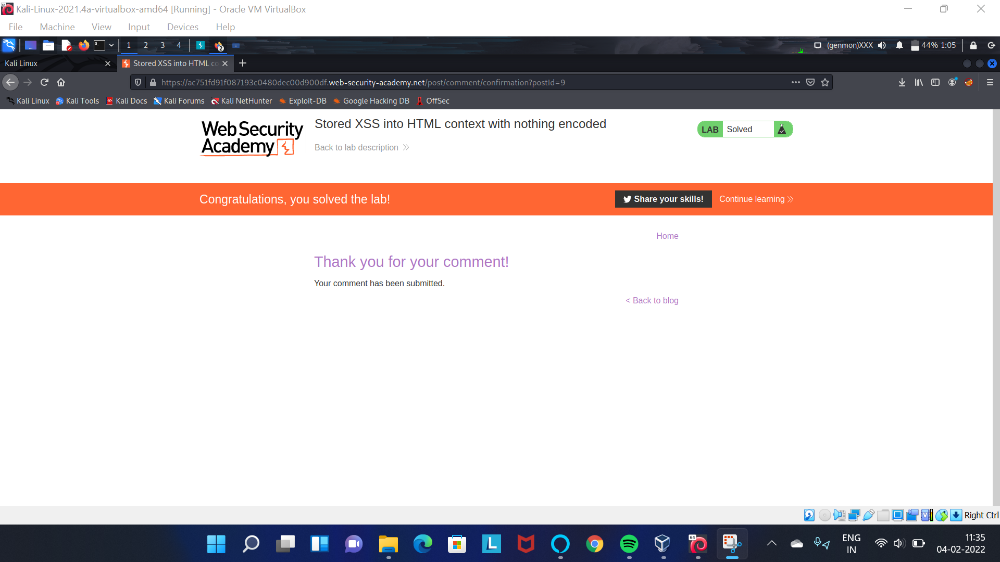 Kali-Linux-2021.4a-virtualbox-amd64 [Running] - Oracle VM VirtualBox
File Machine View Input Devices Help
1 2 3 4 2 (genmon)XXX 44% 1:05
Kali Linux Stored XSS into HTML co
https://ac751fd91f087193c0480dec00d900df.web-security-academy.net/post/comment/confirmation?postId=9
Kali Linux Kali Tools Kali Docs Kali Forums Kali NetHunter Exploit-DB Google Hacking DB OffSec
Web Security
Academy
Stored XSS into HTML context with nothing encoded
Back to lab description
LAB Solved
Congratulations, you solved the lab!
Share your skills! Continue learning
Home
Thank you for your comment!
Your comment has been submitted.
< Back to blog
Right Ctrl
64
L
ENG
IN
11:35
04-02-2022